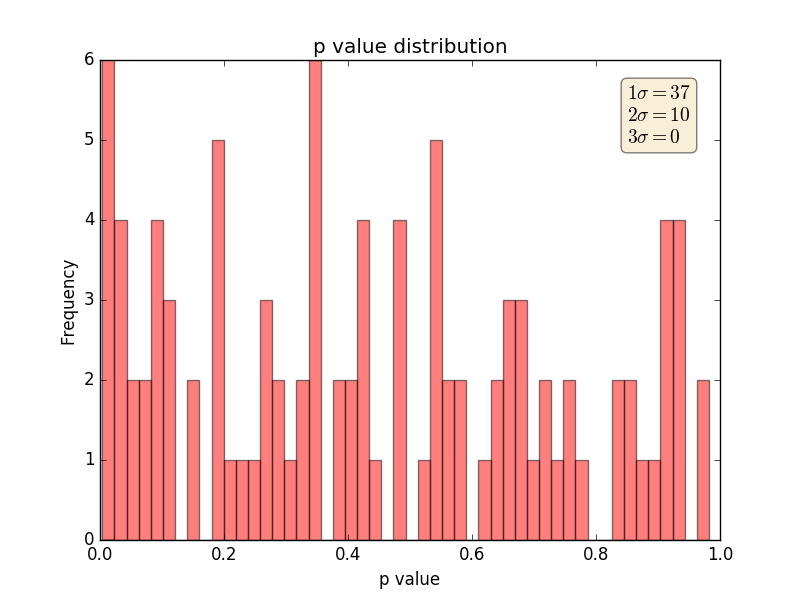 p value distribution
1σ = 37
2σ = 10
3σ = 0
6
5
4
3
2
1
0
Frequency
0.0 0.2 0.4 0.6 0.8 1.0
p value